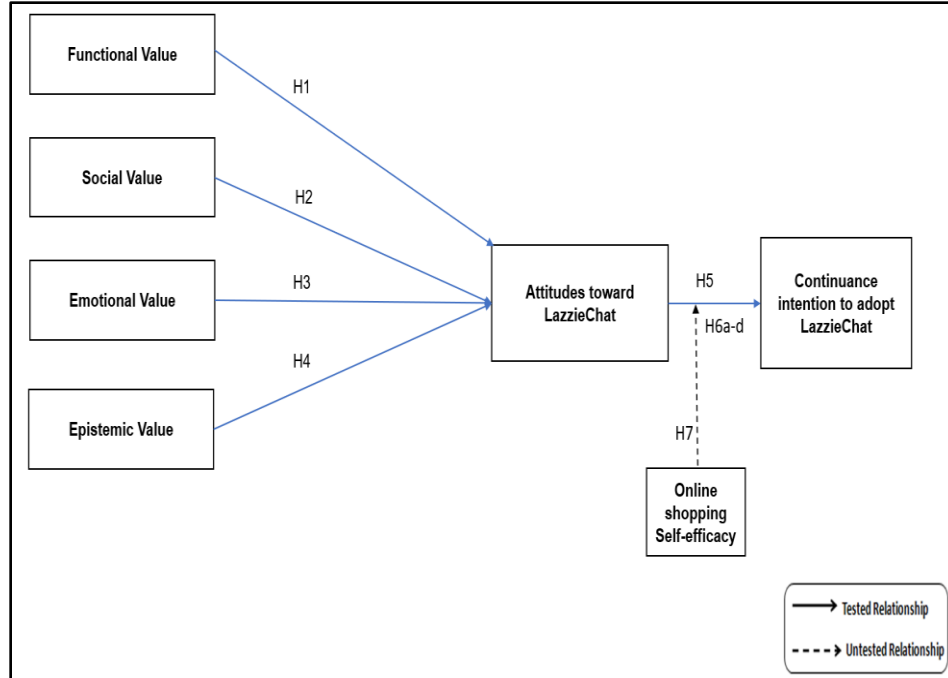 Functional Value
H1
Social Value
H2
Emotional Value
H3
Epistemic Value
H4
Attitudes toward
LazzieChat
H5
H6a-d
Continuance
intention to adopt
LazzieChat
H7
Online
shopping
Self-efficacy
Tested Relationship
Untested Relationship